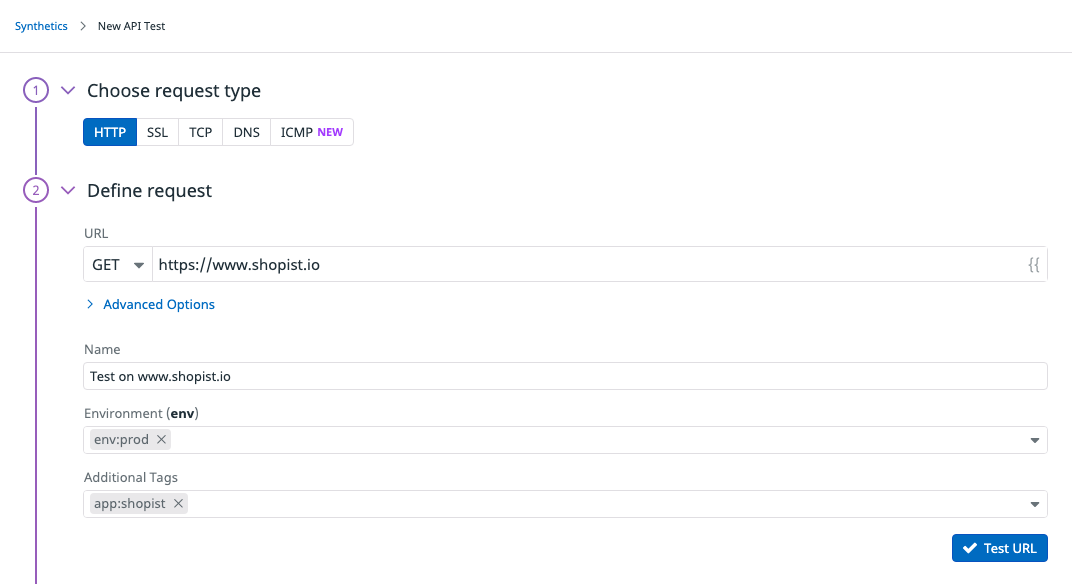 Synthetics > New API Test
1 Choose request type
HTTP SSL TCP DNS ICMP NEW
2 Define request
URL
GET https://www.shopist.io {{
> Advanced Options
Name
Test on www.shopist.io
Environment (env)
env:prod ×
Additional Tags
app:shopist ×
✔ Test URL